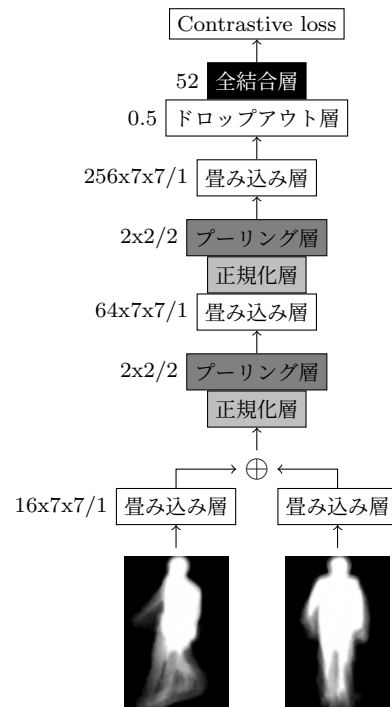 Contrastive loss
52 全結合層
0.5 ドロップアウト層
256x7x7/1 畳み込み層
2x2/2 プーリング層
正規化層
64x7x7/1 畳み込み層
2x2/2 プーリング層
正規化層
16x7x7/1 畳み込み層 畳み込み層